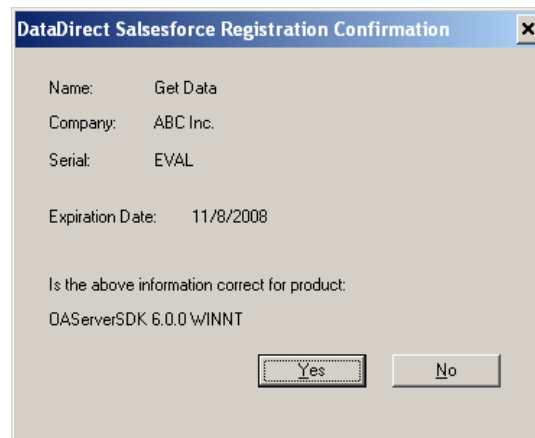 DataDirect Salsesforce Registration Confirmation
Name: Get Data
Company: ABC Inc.
Serial: EVAL
Expiration Date: 11/8/2008
Is the above information correct for product:
OAServerSDK 6.0.0 WINNT
Yes No